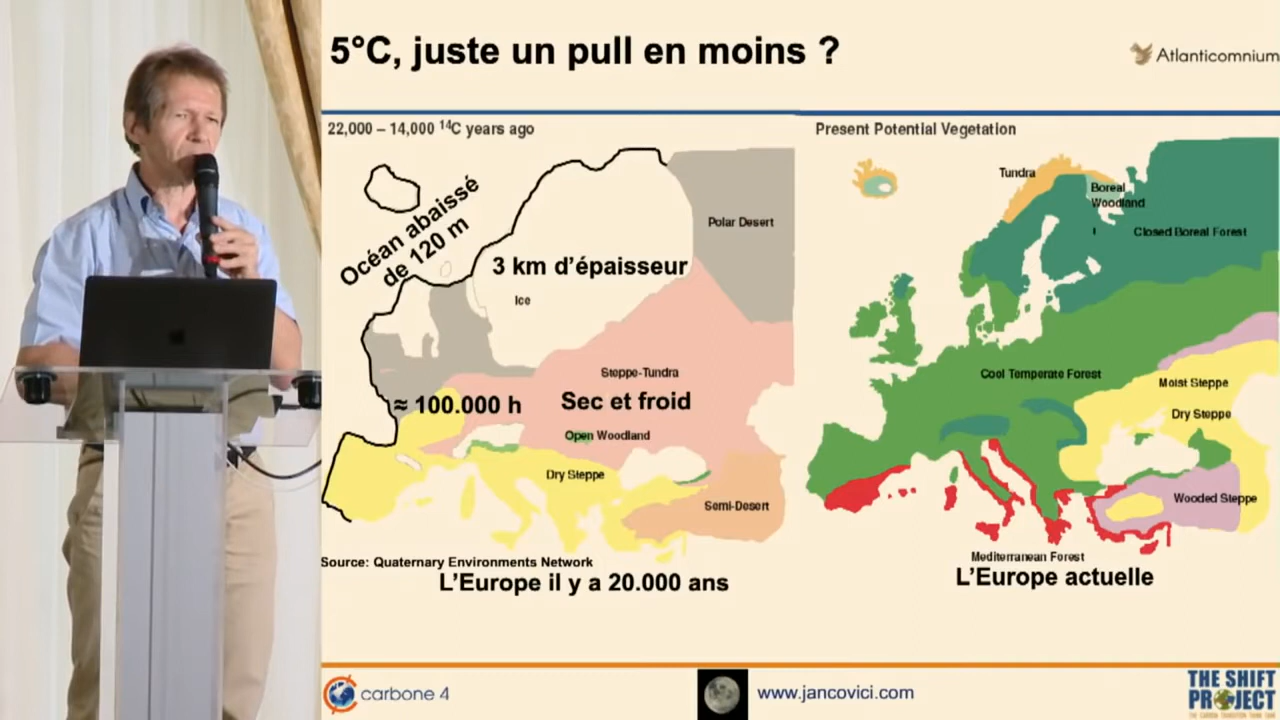 5°C, juste un pull en moins ?
Atlanticomnium
22,000 – 14,000 ¹⁴C years ago
Océan abaissé
de 120 m
3 km d’épaisseur
Ice
Polar Desert
Steppe-Tundra
≈ 100.000 h
Sec et froid
Open Woodland
Dry Steppe
Semi-Desert
Source: Quaternary Environments Network
L’Europe il y a 20.000 ans
Present Potential Vegetation
Tundra
Boreal
Woodland
Closed Boreal Forest
Cool Temperate Forest
Moist Steppe
Dry Steppe
Wooded Steppe
Mediterranean Forest
L’Europe actuelle
carbone 4
www.jancovici.com
THE SHIFT
PROJECT